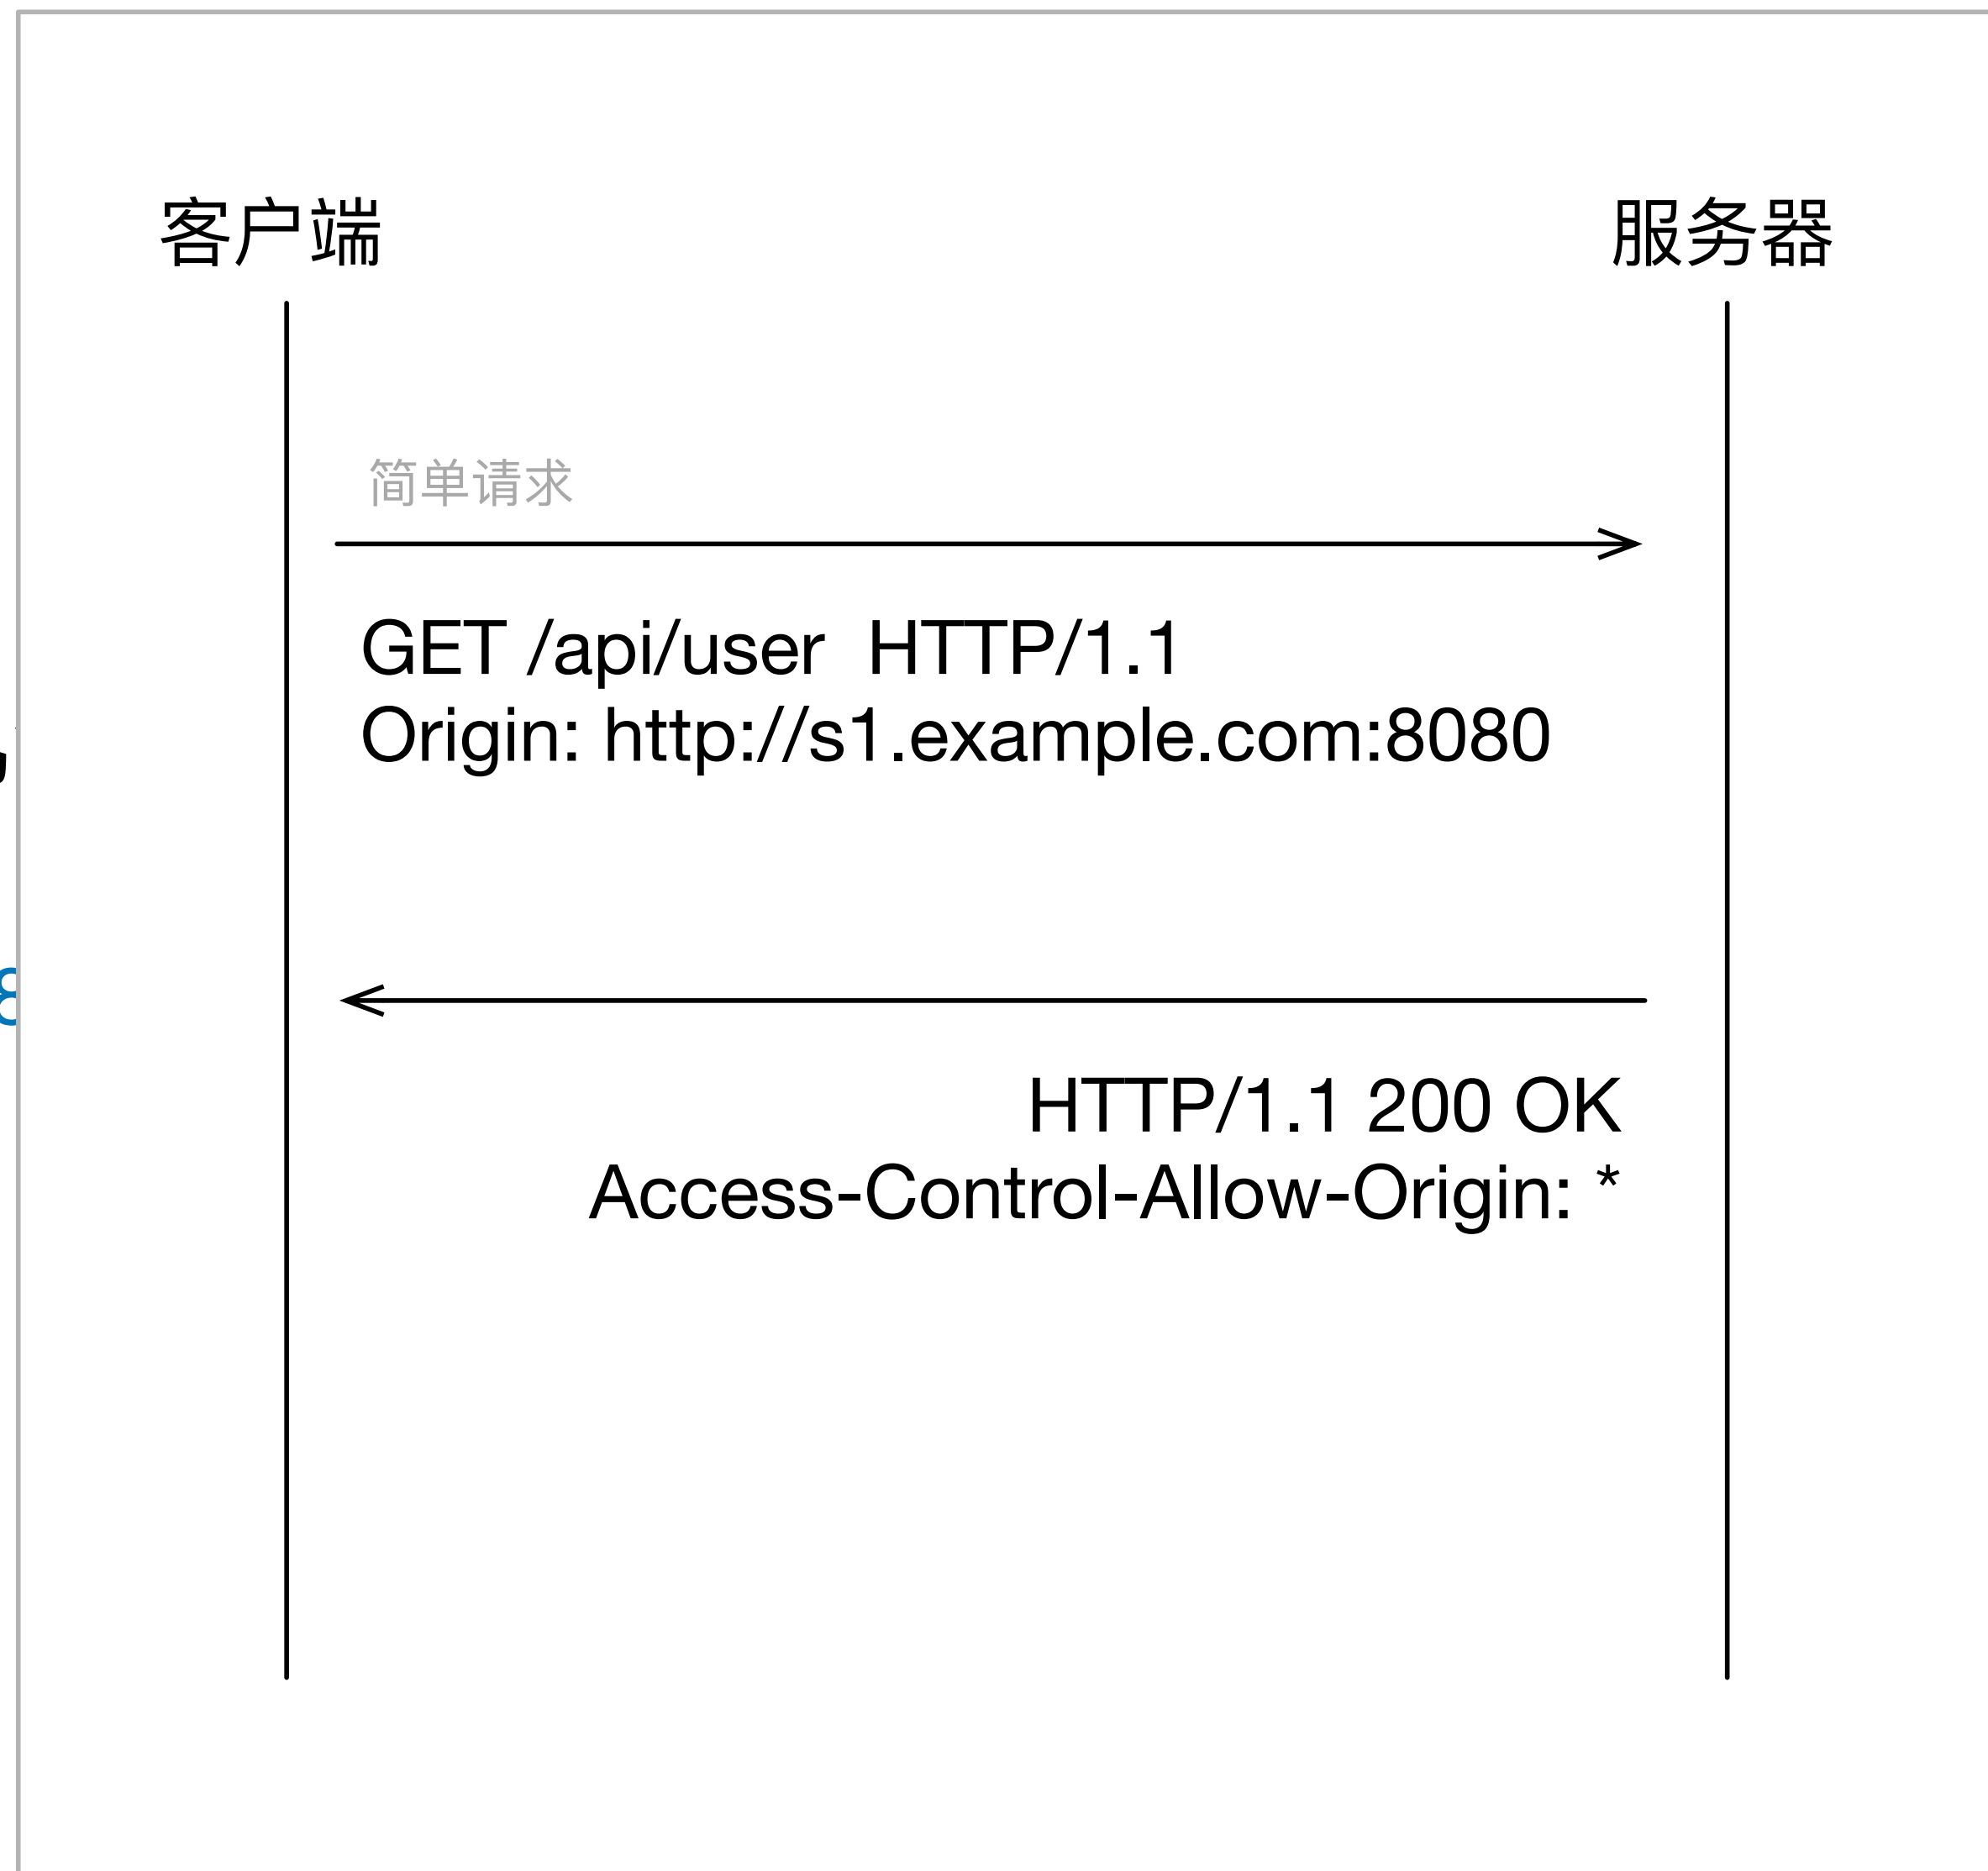 客户端
服务器
简单请求
GET /api/user HTTP/1.1
Origin: http://s1.example.com:8080
HTTP/1.1 200 OK
Access-Control-Allow-Origin: *